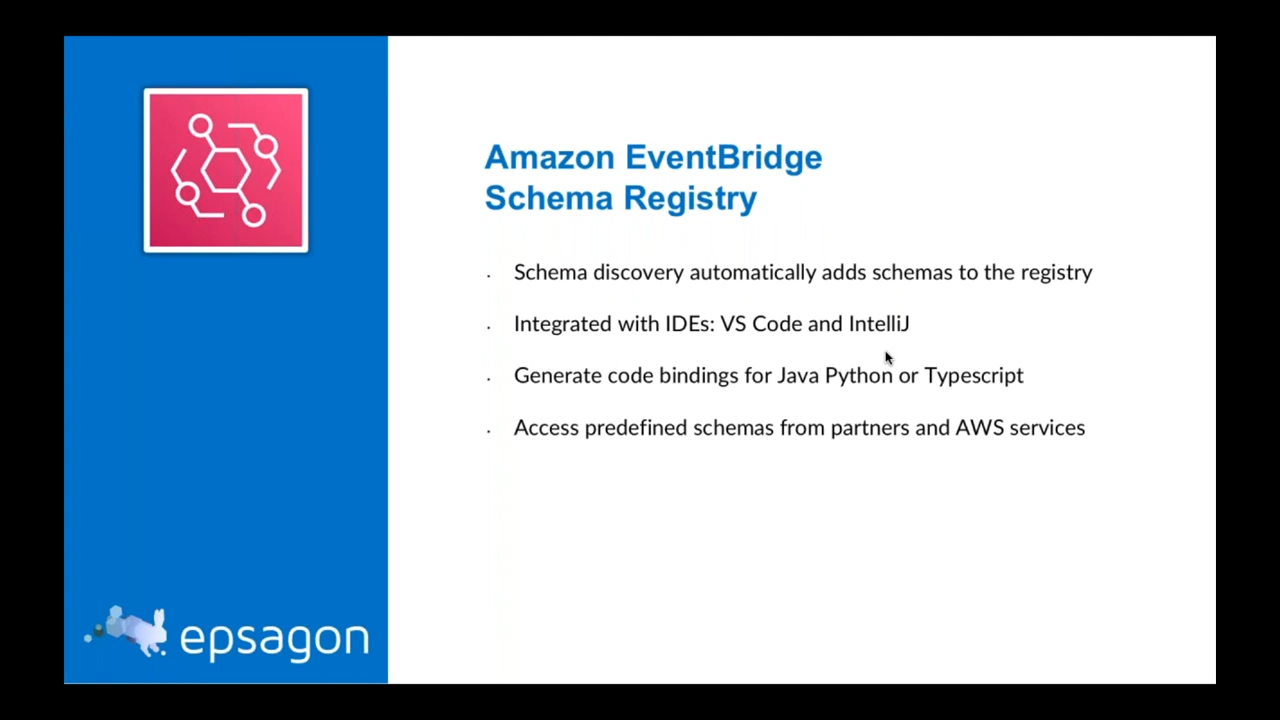 Amazon EventBridge
Schema Registry
· Schema discovery automatically adds schemas to the registry
· Integrated with IDEs: VS Code and IntelliJ
· Generate code bindings for Java Python or Typescript
· Access predefined schemas from partners and AWS services
epsagon